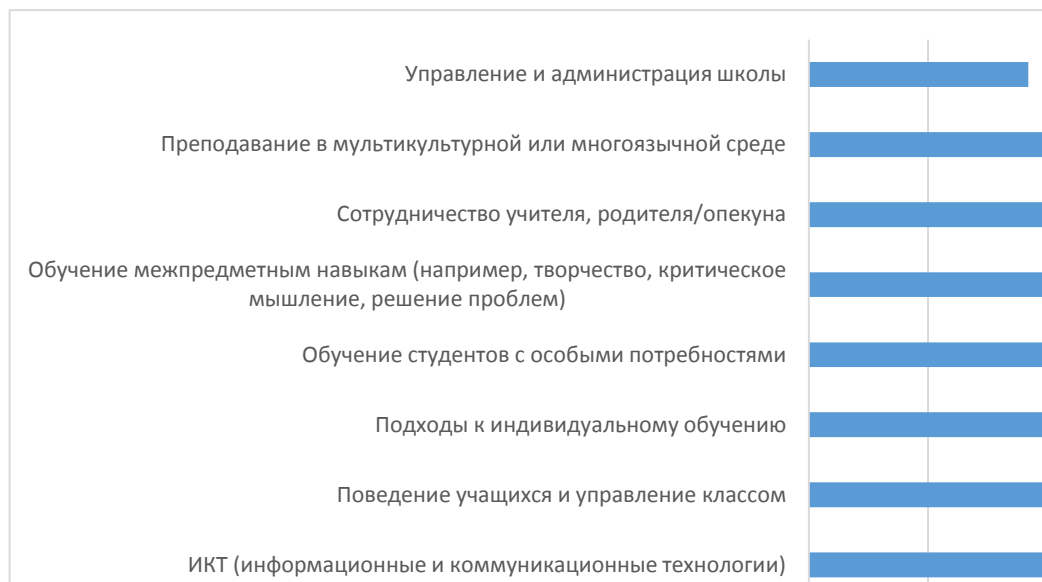 Управление и администрация школы
Преподавание в мультикультурной или многоязычной среде
Сотрудничество учителя, родителя/опекуна
Обучение межпредметным навыкам (например, творчество, критическое
мышление, решение проблем)
Обучение студентов с особыми потребностями
Подходы к индивидуальному обучению
Поведение учащихся и управление классом
ИКТ (информационные и коммуникационные технологии)